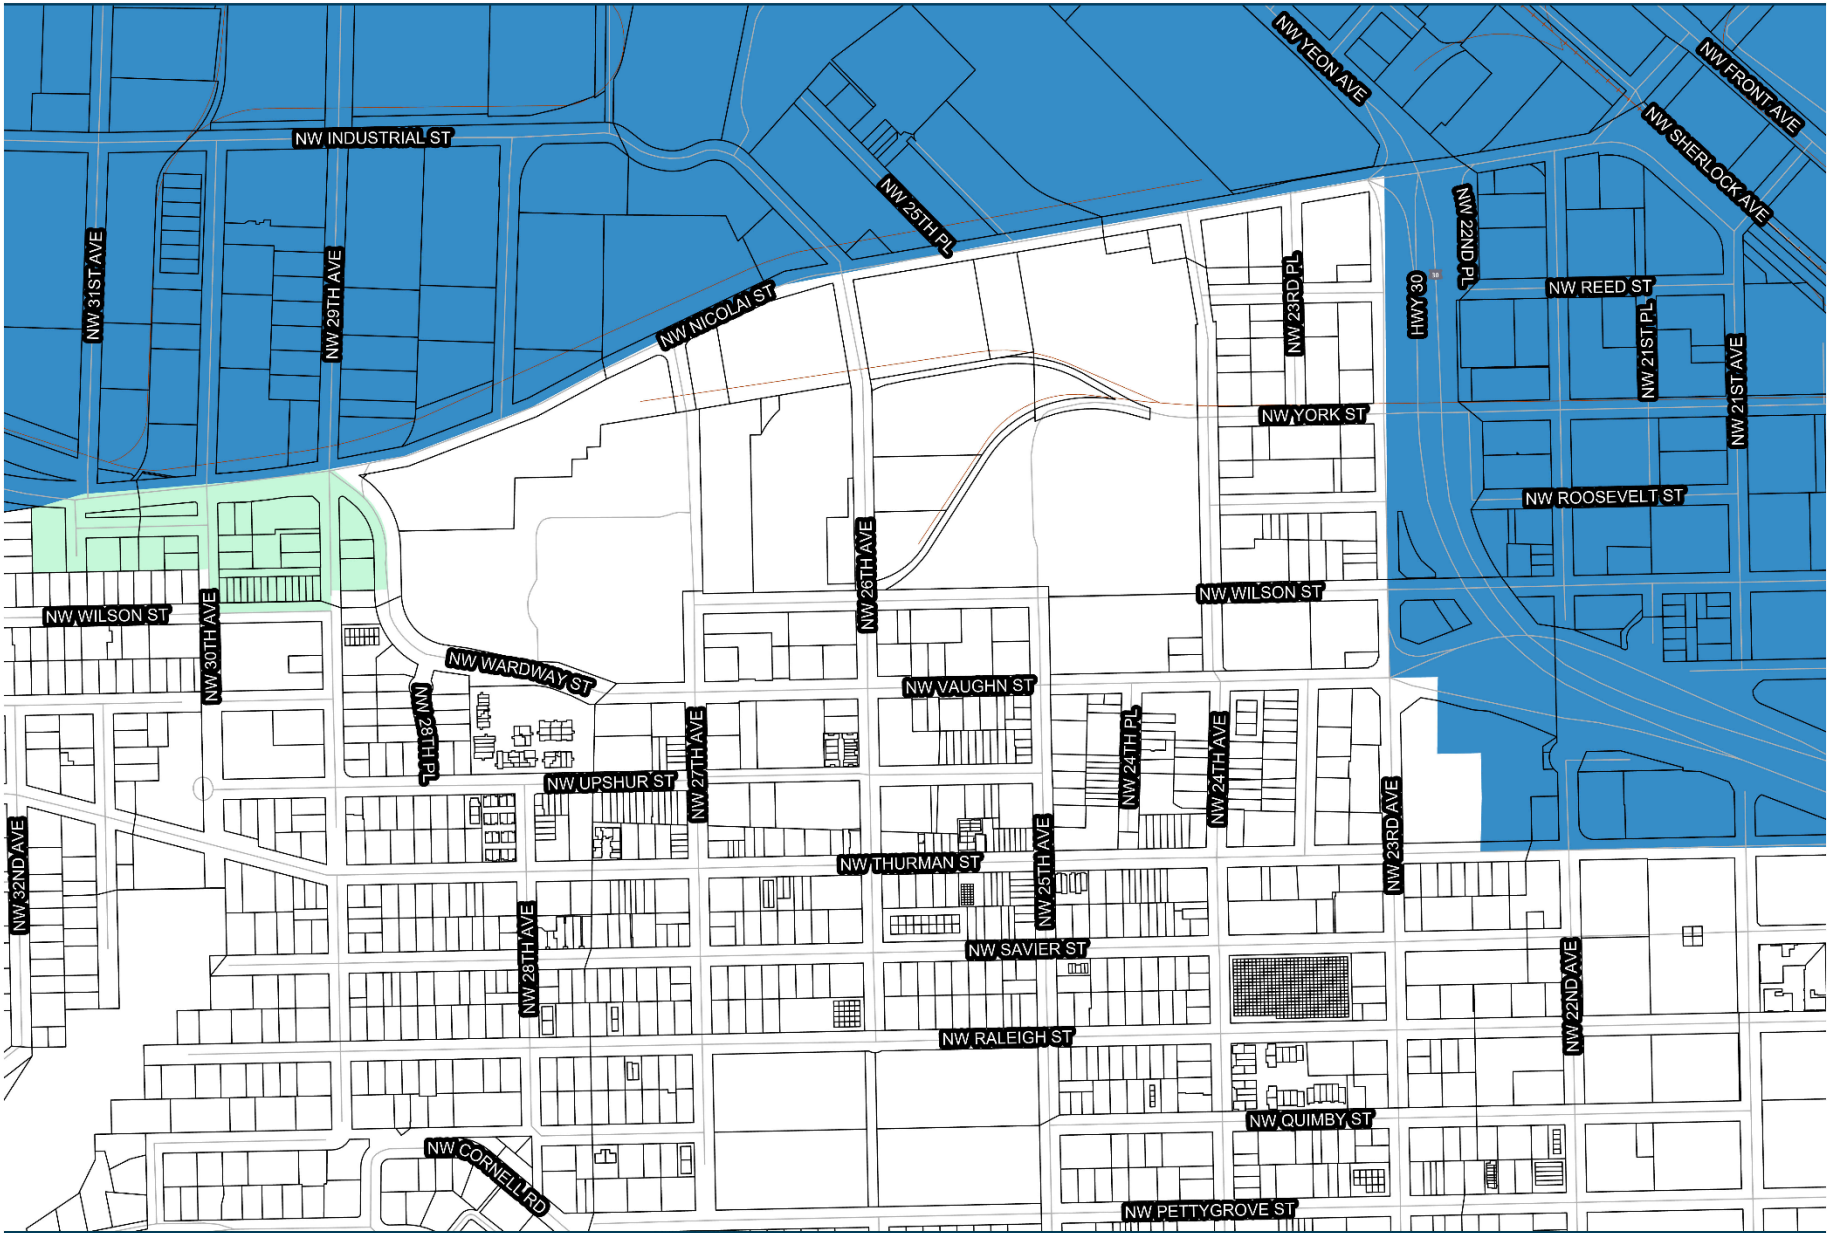 NW YEON AVE
NW FRONT AVE
NW SHERLOCK AVE
NW INDUSTRIAL ST
NW 25TH PL
NW 22ND PL
NW 31ST AVE
NW 29TH AVE
NW NICOLAI ST
NW 23RD PL
HWY 30
30
NW REED ST
NW 21ST PL
NW 21ST AVE
NW YORK ST
NW ROOSEVELT ST
NW 26TH AVE
NW WILSON ST
NW WILSON ST
NW 30TH AVE
NW WARDWAY ST
NW VAUGHN ST
NW 28TH PL
NW 27TH AVE
NW 24TH PL
NW 24TH AVE
NW UPSHUR ST
NW 23RD AVE
NW 32ND AVE
NW THURMAN ST
NW 25TH AVE
NW 28TH AVE
NW SAVIER ST
NW 22ND AVE
NW RALEIGH ST
NW QUIMBY ST
NW CORNELL RD
NW PETTYGROVE ST